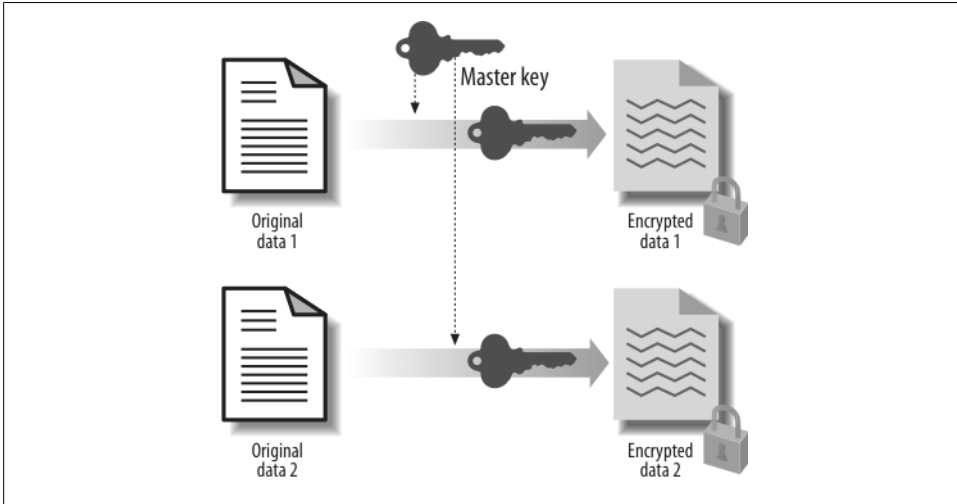 Master key
Original
data 1
Encrypted
data 1
Original
data 2
Encrypted
data 2